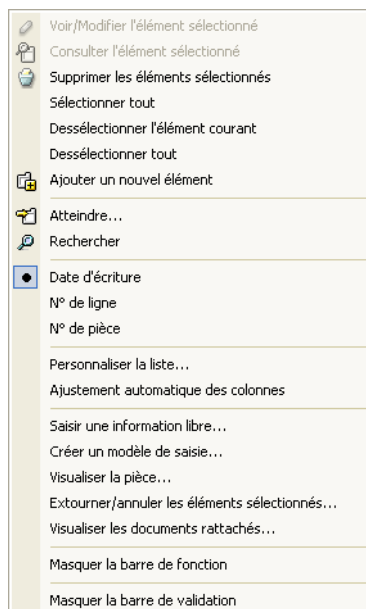 Voir/Modifier l'élément sélectionné
Consulter l'élément sélectionné
Supprimer les éléments sélectionnés
Sélectionner tout
Dessélectionner l'élément courant
Dessélectionner tout
Ajouter un nouvel élément
Atteindre...
Rechercher
Date d'écriture
N° de ligne
N° de pièce
Personnaliser la liste...
Ajustement automatique des colonnes
Saisir une information libre...
Créer un modèle de saisie...
Visualiser la pièce...
Extourner/annuler les éléments sélectionnés...
Visualiser les documents rattachés...
Masquer la barre de fonction
Masquer la barre de validation